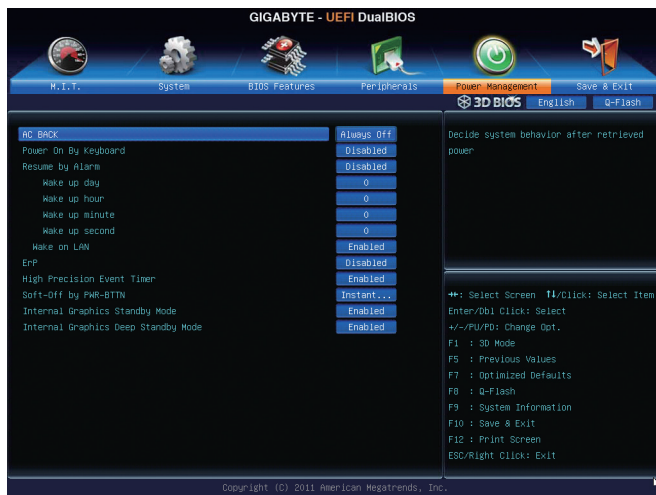 GIGABYTE - UEFI DualBIOS
M.I.T. System BIOS Features Peripherals Power Management Save & Exit
3D BIOS English Q-Flash
AC BACK Always Off
Power On By Keyboard Disabled
Resume by Alarm Disabled
Wake up day 0
Wake up hour 0
Wake up minute 0
Wake up second 0
Wake on LAN Enabled
ErP Disabled
High Precision Event Timer Enabled
Soft-Off by PWR-BTTN Instant...
Internal Graphics Standby Mode Enabled
Internal Graphics Deep Standby Mode Enabled
Decide system behavior after retrieved
power
→←: Select Screen ↑↓/Click: Select Item
Enter/Dbl Click: Select
+/-/PU/PD: Change Opt.
F1 : 3D Mode
F5 : Previous Values
F7 : Optimized Defaults
F8 : Q-Flash
F9 : System Information
F10 : Save & Exit
F12 : Print Screen
ESC/Right Click: Exit
Copyright (C) 2011 American Megatrends, Inc.